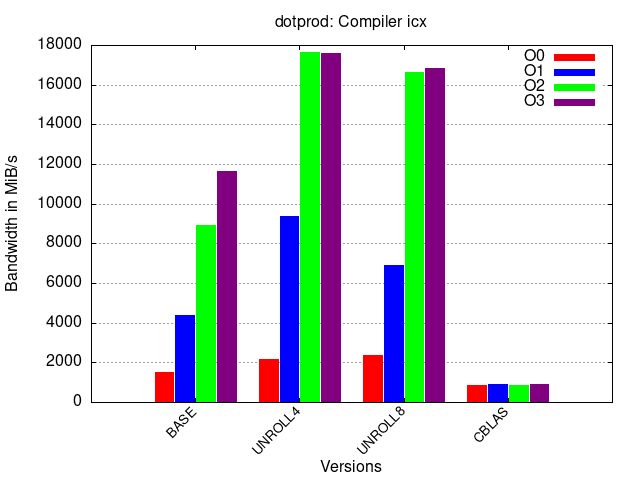 dotprod: Compiler icx
18000
16000
14000
12000
10000
8000
6000
4000
2000
0
Bandwidth in MiB/s
O0
O1
O2
O3
BASE
UNROLL4
UNROLL8
CBLAS
Versions